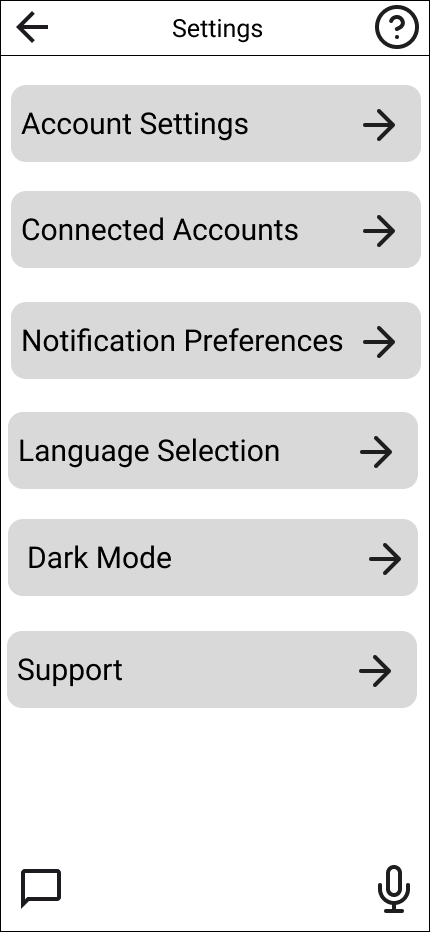 Settings
Account Settings
Connected Accounts
Notification Preferences
Language Selection
Dark Mode
Support